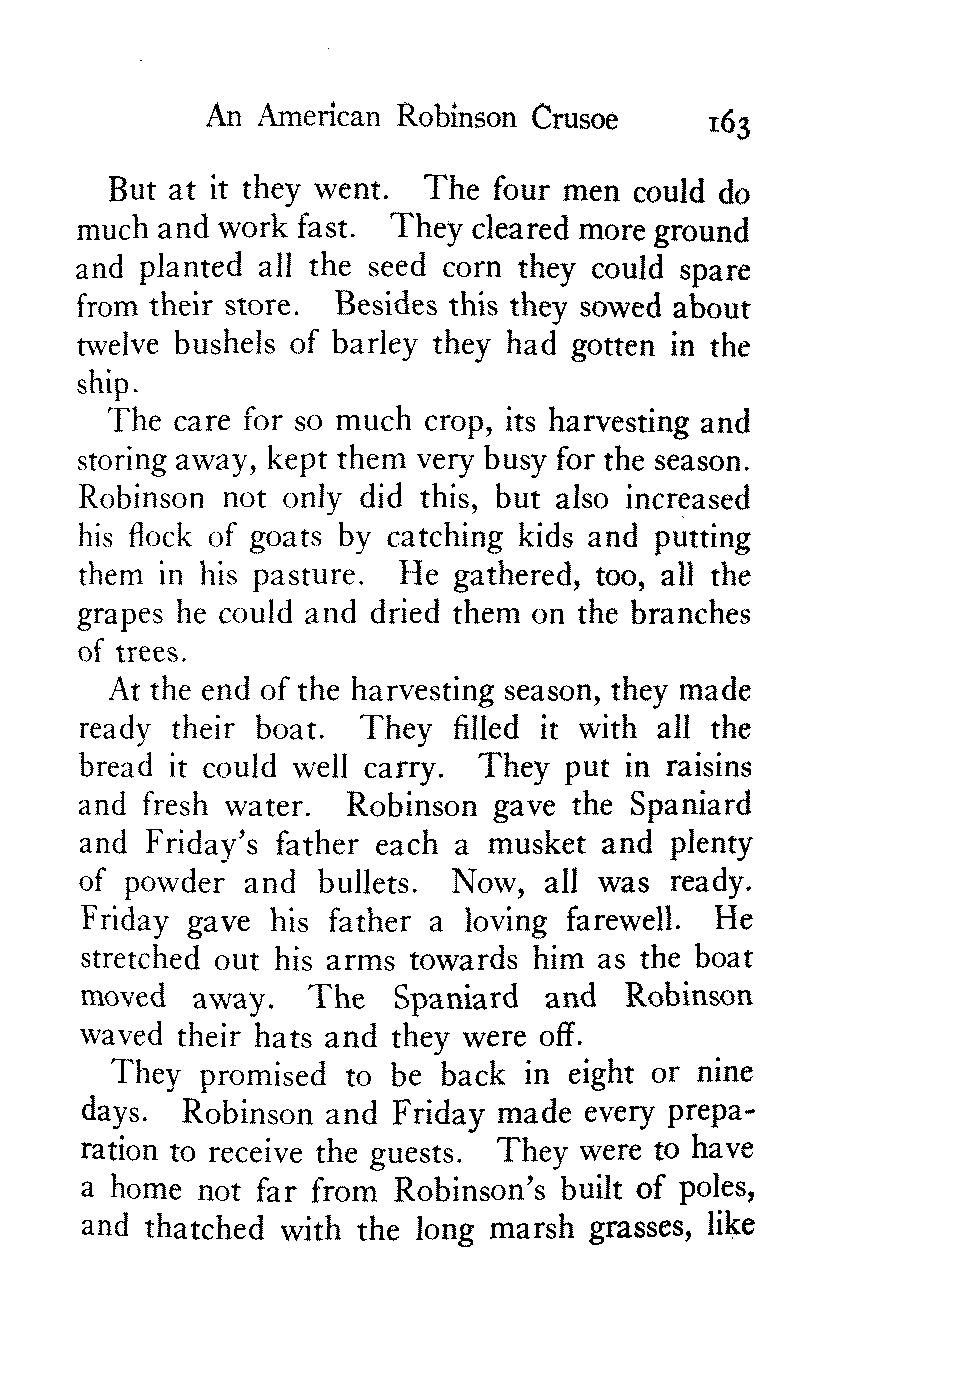 An American Robinson Crusoe 163
But at it they went. The four men could do
much and work fast. They cleared more ground
and planted all the seed corn they could spare
from their store. Besides this they sowed about
twelve bushels of barley they had gotten in the
ship.
The care for so much crop, its harvesting and
storing away, kept them very busy for the season.
Robinson not only did this, but also increased
his flock of goats by catching kids and putting
them in his pasture. He gathered, too, all the
grapes he could and dried them on the branches
of trees.
At the end of the harvesting season, they made
ready their boat. They filled it with all the
bread it could well carry. They put in raisins
and fresh water. Robinson gave the Spaniard
and Friday's father each a musket and plenty
of powder and bullets. Now, all was ready.
Friday gave his father a loving farewell. He
stretched out his arms towards him as the boat
moved away. The Spaniard and Robinson
waved their hats and they were off.
They promised to be back in eight or nine
days. Robinson and Friday made every prepa-
ration to receive the guests. They were to have
a home not far from Robinson's built of poles,
and thatched with the long marsh grasses, like